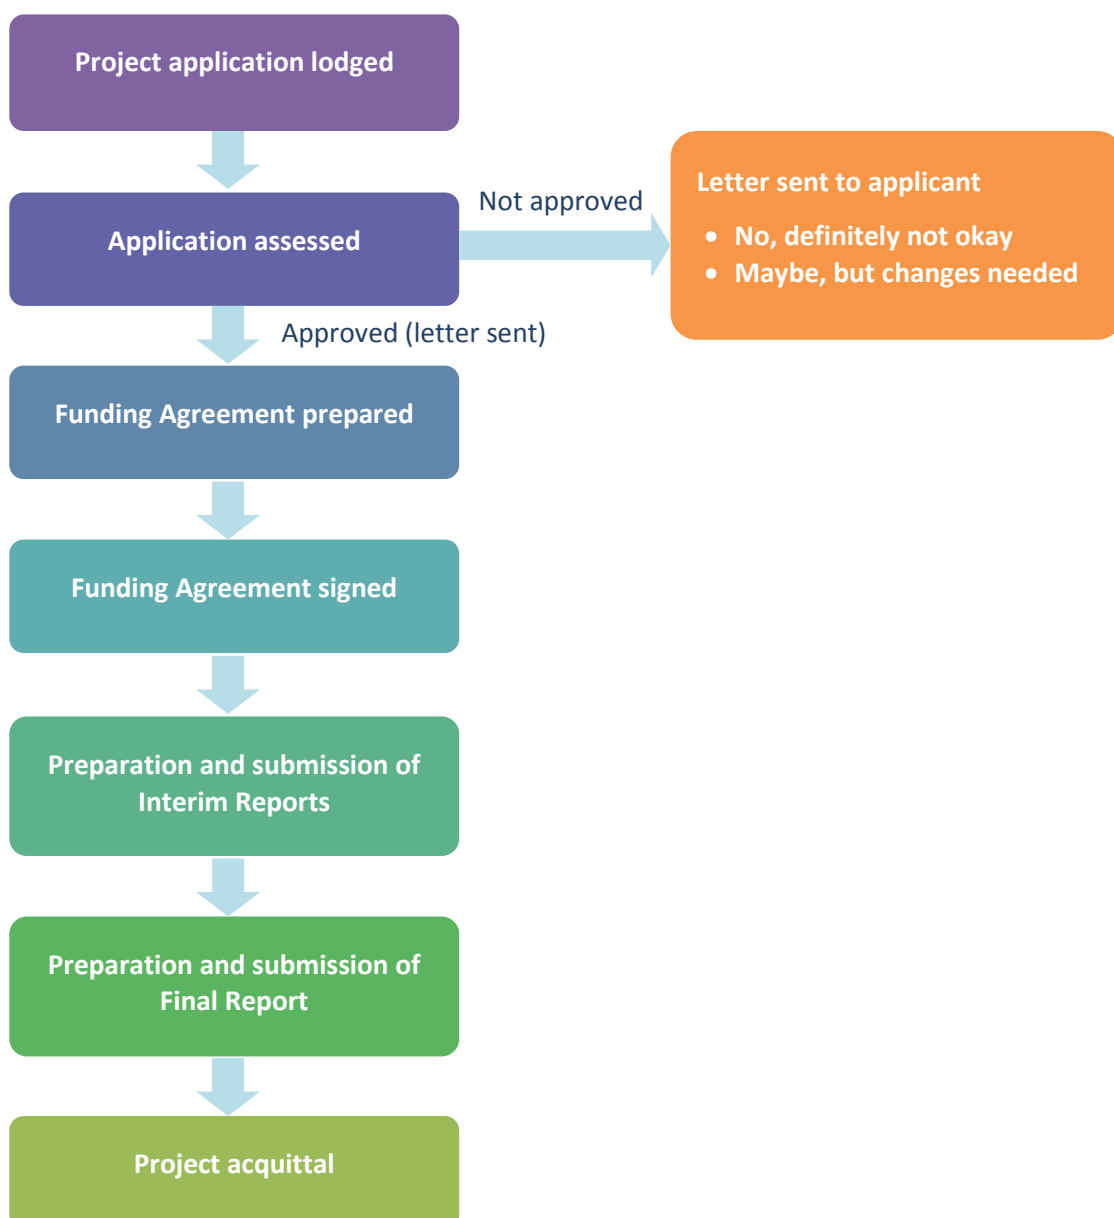 Project application lodged
Application assessed
Not approved
Letter sent to applicant
• No, definitely not okay
• Maybe, but changes needed
Approved (letter sent)
Funding Agreement prepared
Funding Agreement signed
Preparation and submission of
Interim Reports
Preparation and submission of
Final Report
Project acquittal